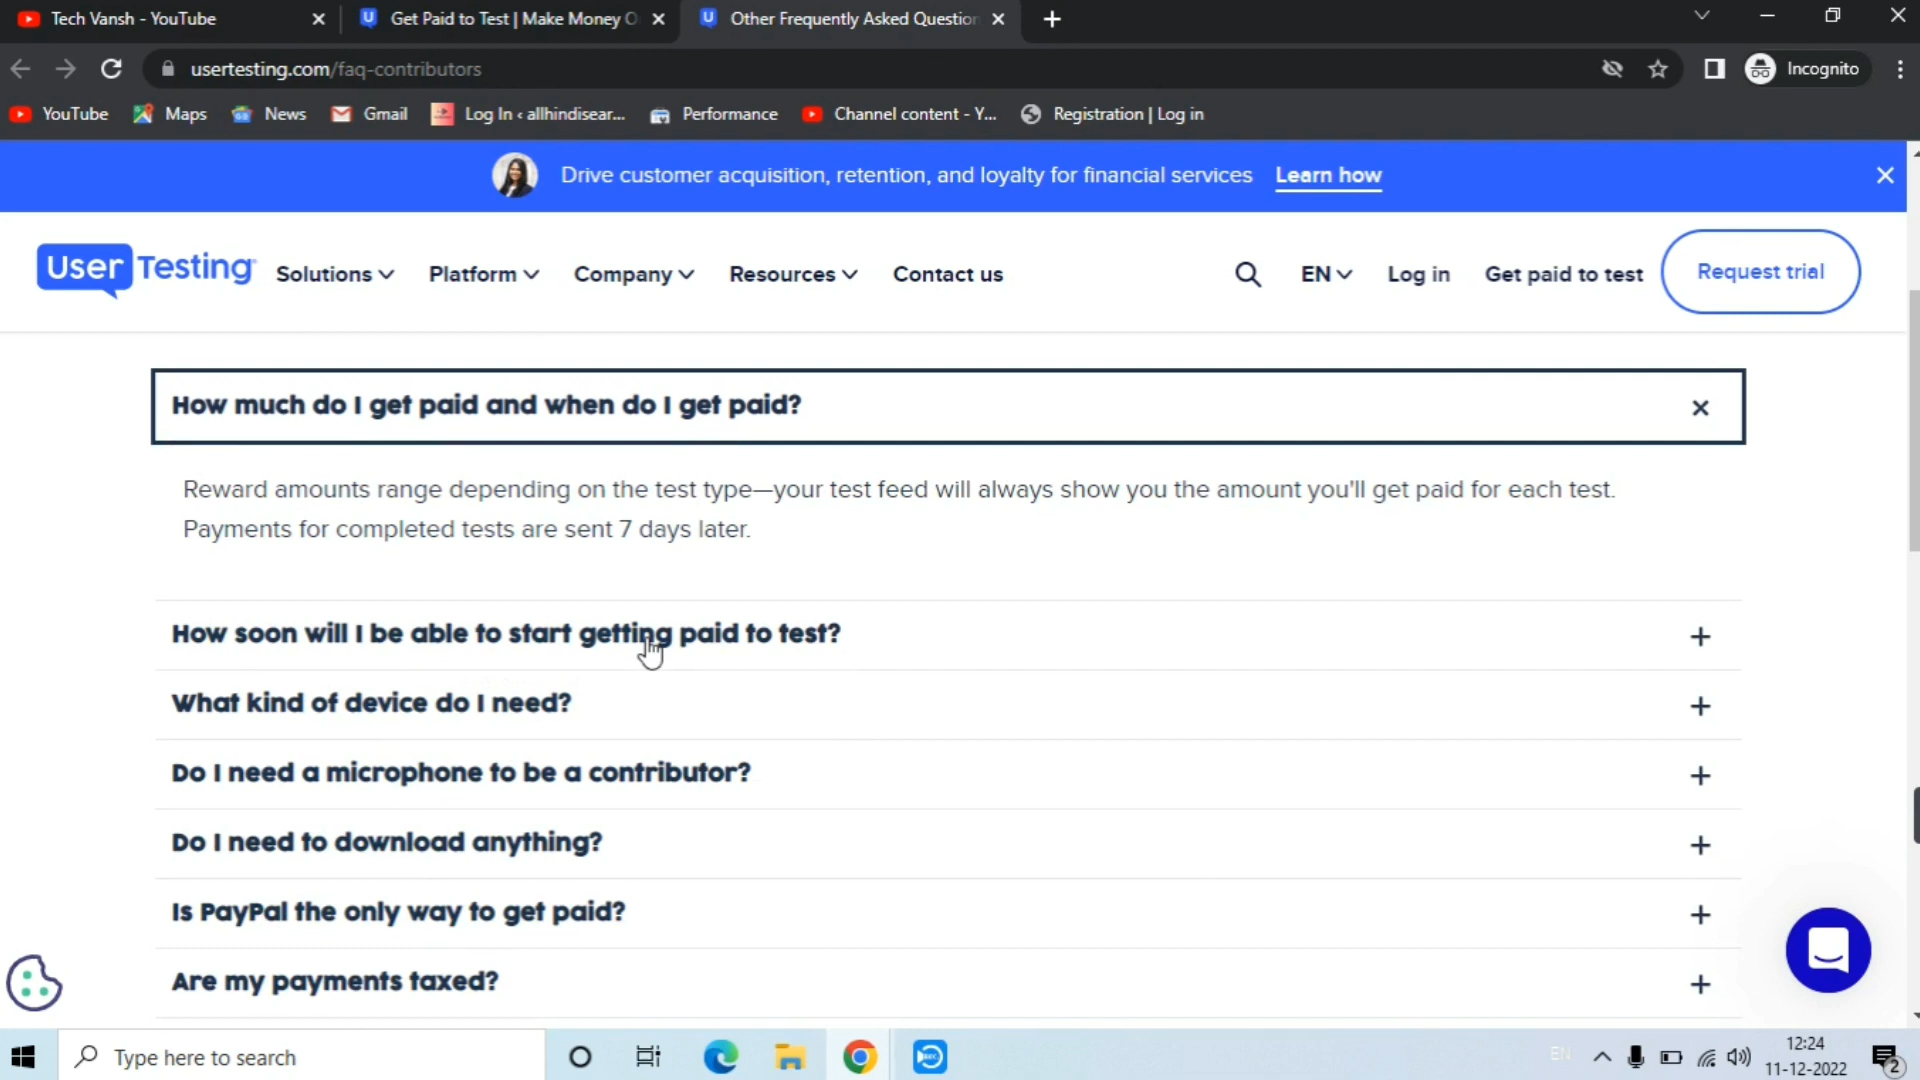 Tech Vansh - YouTube
Get Paid to Test | Make Money O
Other Frequently Asked Question
usertesting.com/faq-contributors
Incognito
YouTube
Maps
News
Gmail
Log In ‹ allhindisear...
Performance
Channel content - Y...
Registration | Log in
Drive customer acquisition, retention, and loyalty for financial services Learn how
UserTesting
Solutions
Platform
Company
Resources
Contact us
EN
Log in
Get paid to test
Request trial
How much do I get paid and when do I get paid?
Reward amounts range depending on the test type—your test feed will always show you the amount you'll get paid for each test.
Payments for completed tests are sent 7 days later.
How soon will I be able to start getting paid to test?
What kind of device do I need?
Do I need a microphone to be a contributor?
Do I need to download anything?
Is PayPal the only way to get paid?
Are my payments taxed?
Type here to search
EN
12:24
11-12-2022
2